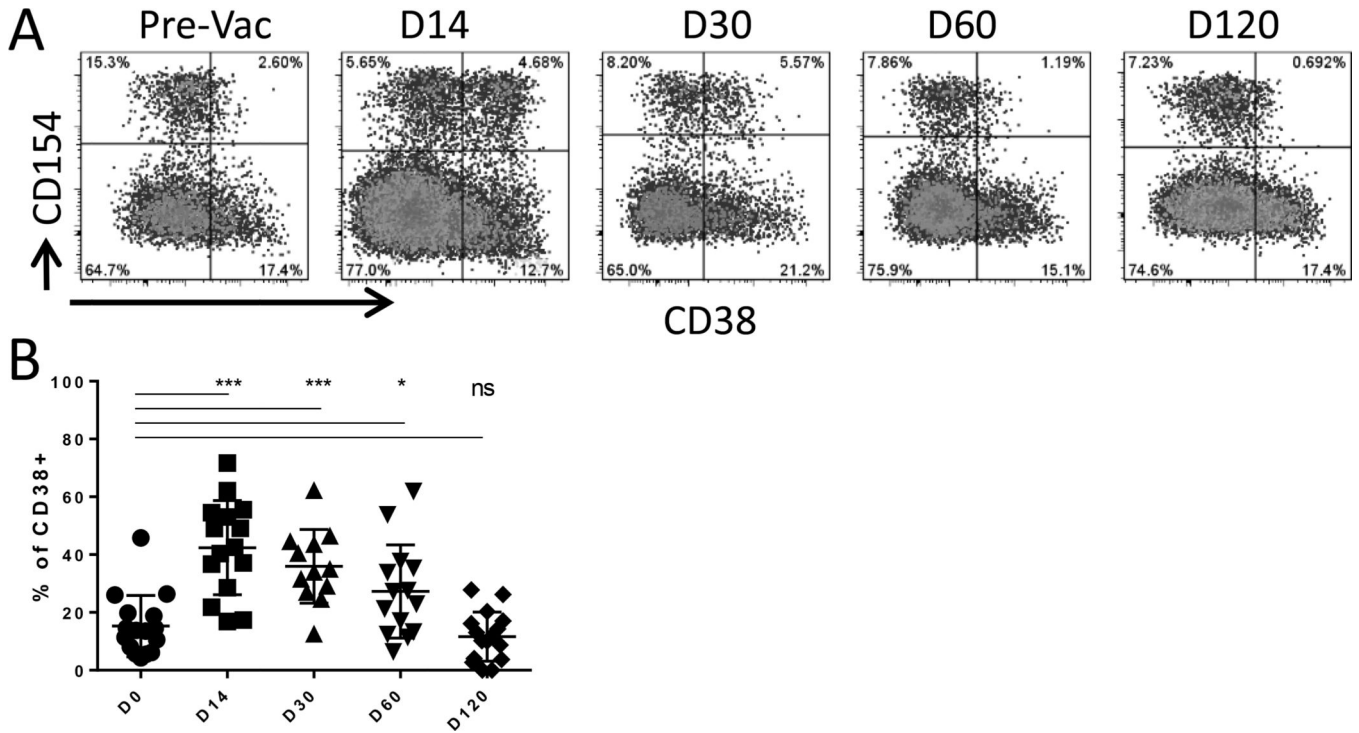 A
Pre-Vac D14 D30 D60 D120
15.3% 2.60% 5.65% 4.68% 8.20% 5.57% 7.86% 1.19% 7.23% 0.692%
CD154
64.7% 17.4% 77.0% 12.7% 65.0% 21.2% 75.9% 15.1% 74.6% 17.4%
CD38
B
*** *** * ns
100
80
60
40
20
0
% of CD38+
D0 D14 D30 D60 D120